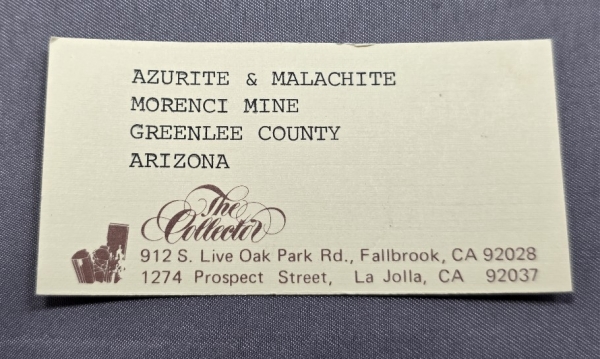 AZURITE & MALACHITE
MORENCI MINE
GREENLEE COUNTY
ARIZONA
The
Collector
912 S. Live Oak Park Rd., Fallbrook, CA 92028
1274 Prospect Street, La Jolla, CA 92037